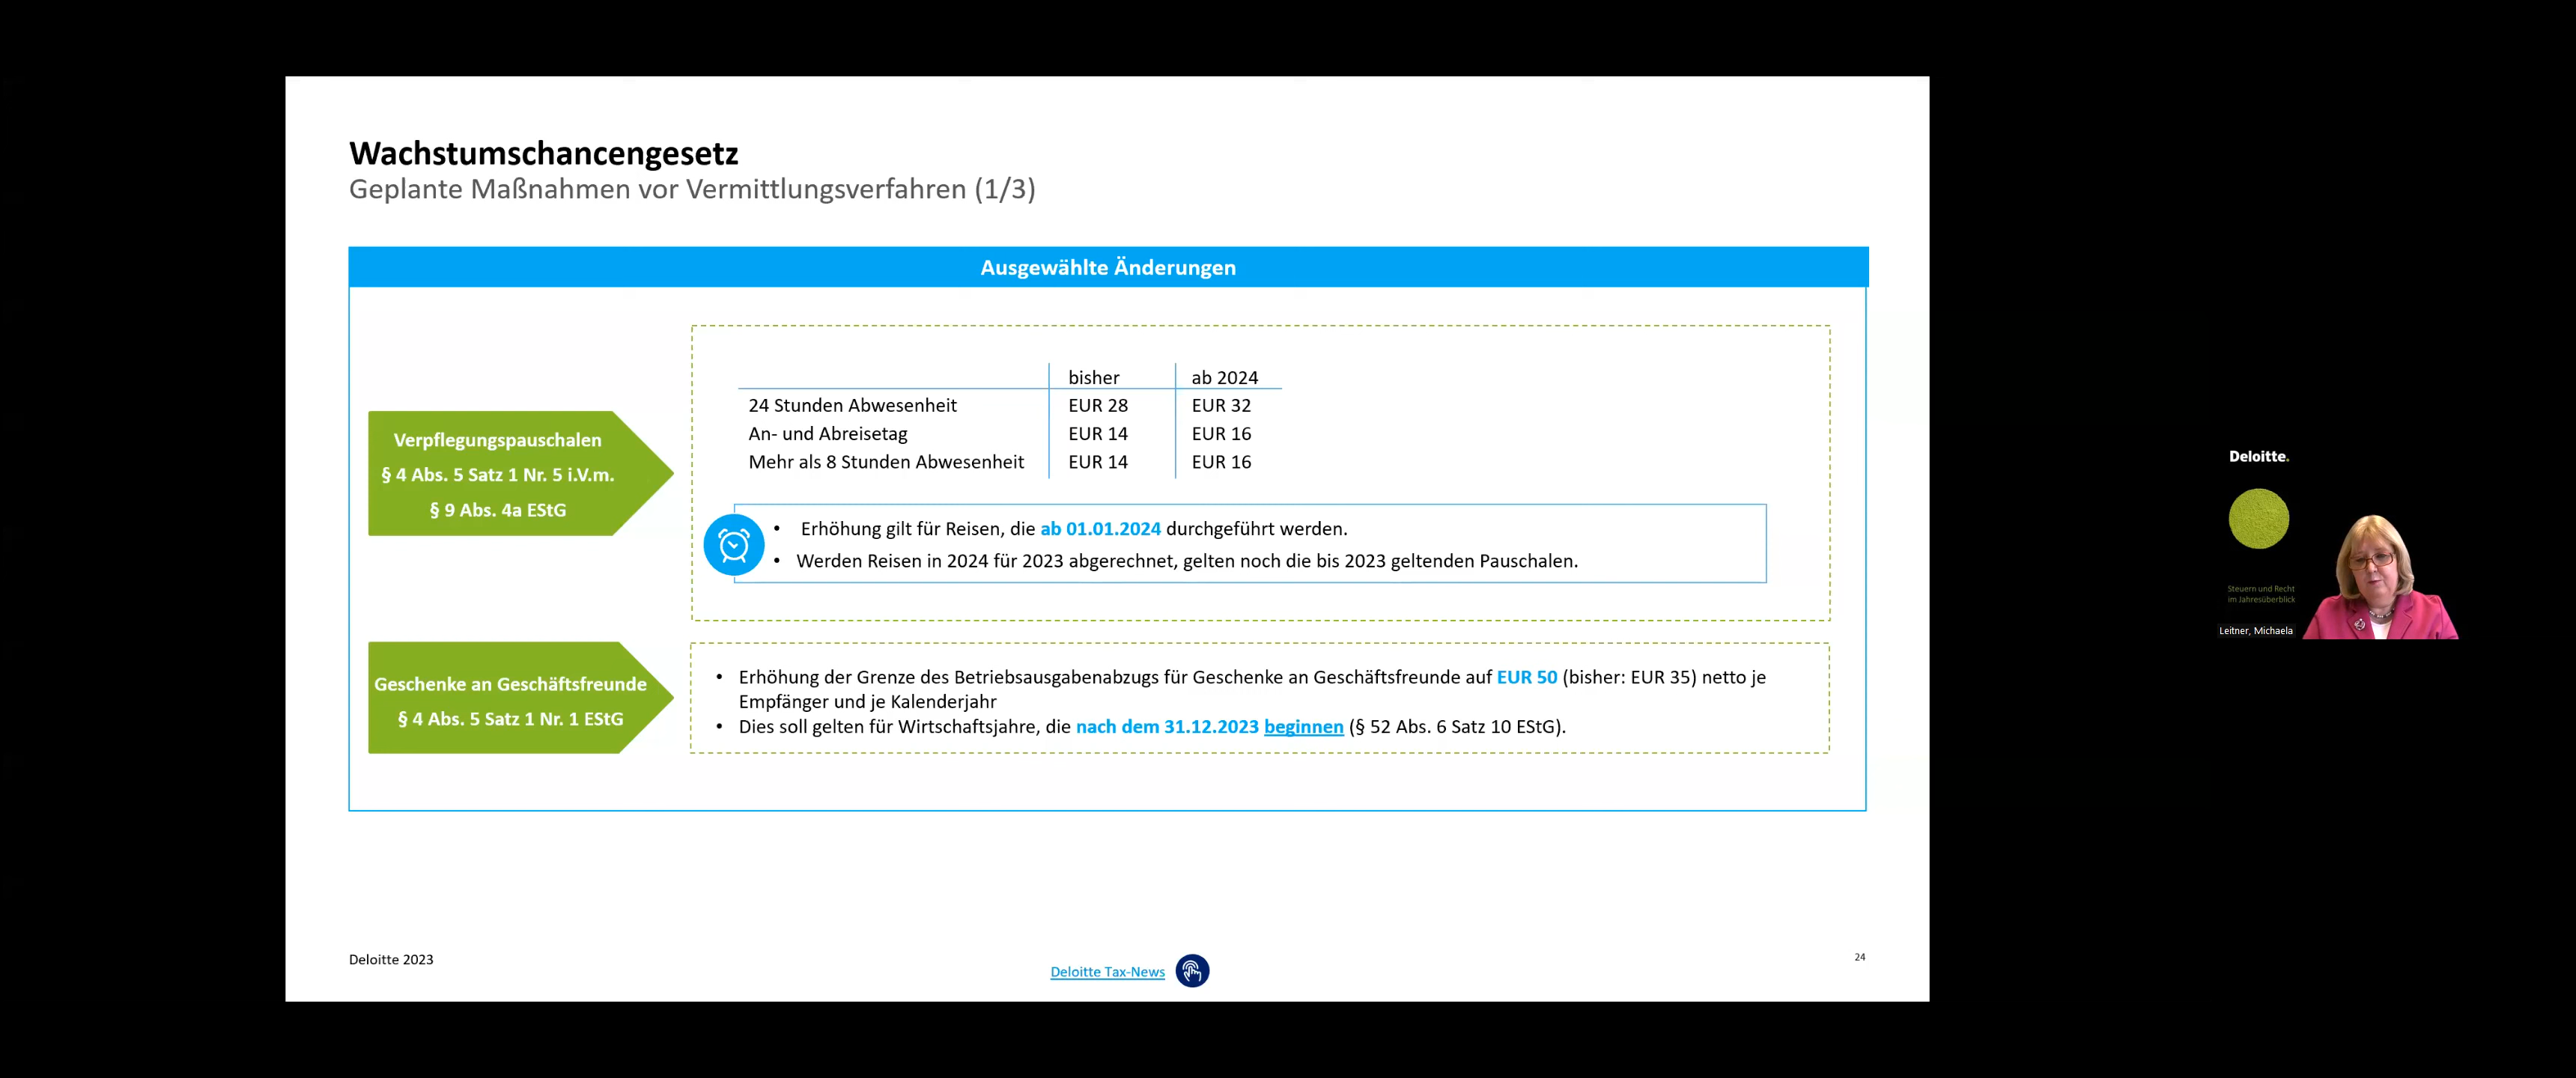 Wachstumschancengesetz
Geplante Maßnahmen vor Vermittlungsverfahren (1/3)
Ausgewählte Änderungen
bisher ab 2024
24 Stunden Abwesenheit EUR 28 EUR 32
An- und Abreisetag EUR 14 EUR 16
Mehr als 8 Stunden Abwesenheit EUR 14 EUR 16
Verpflegungspauschalen
§ 4 Abs. 5 Satz 1 Nr. 5 i.V.m.
§ 9 Abs. 4a EStG
• Erhöhung gilt für Reisen, die ab 01.01.2024 durchgeführt werden.
• Werden Reisen in 2024 für 2023 abgerechnet, gelten noch die bis 2023 geltenden Pauschalen.
Geschenke an Geschäftsfreunde
§ 4 Abs. 5 Satz 1 Nr. 1 EStG
• Erhöhung der Grenze des Betriebsausgabenabzugs für Geschenke an Geschäftsfreunde auf EUR 50 (bisher: EUR 35) netto je
Empfänger und je Kalenderjahr
• Dies soll gelten für Wirtschaftsjahre, die nach dem 31.12.2023 beginnen (§ 52 Abs. 6 Satz 10 EStG).
Deloitte 2023
Deloitte Tax-News
24
Deloitte.
Steuern und Recht
im Jahresüberblick
Leitner, Michaela